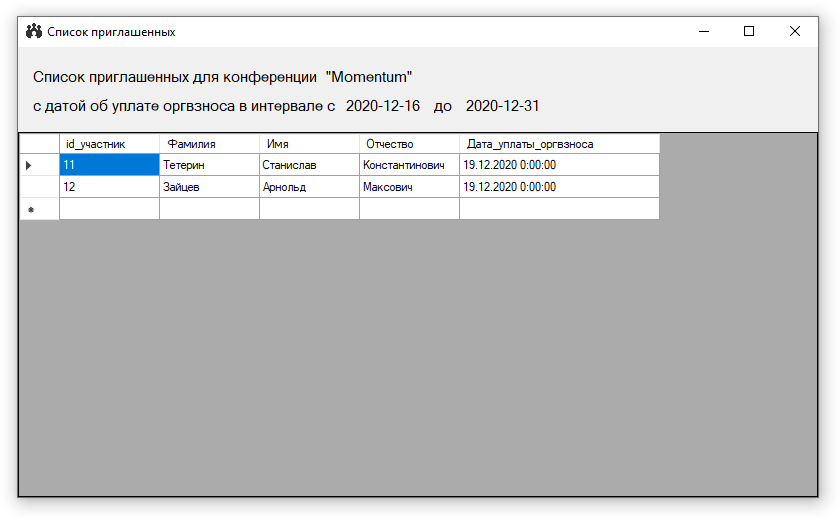 Список приглашенных
Список приглашенных для конференции "Momentum"
с датой об уплате оргвзноса в интервале с 2020-12-16 до 2020-12-31
id_участник Фамилия Имя Отчество Дата_уплаты_оргвзноса
11 Тетерин Станислав Константинович 19.12.2020 0:00:00
12 Зайцев Арнольд Максович 19.12.2020 0:00:00